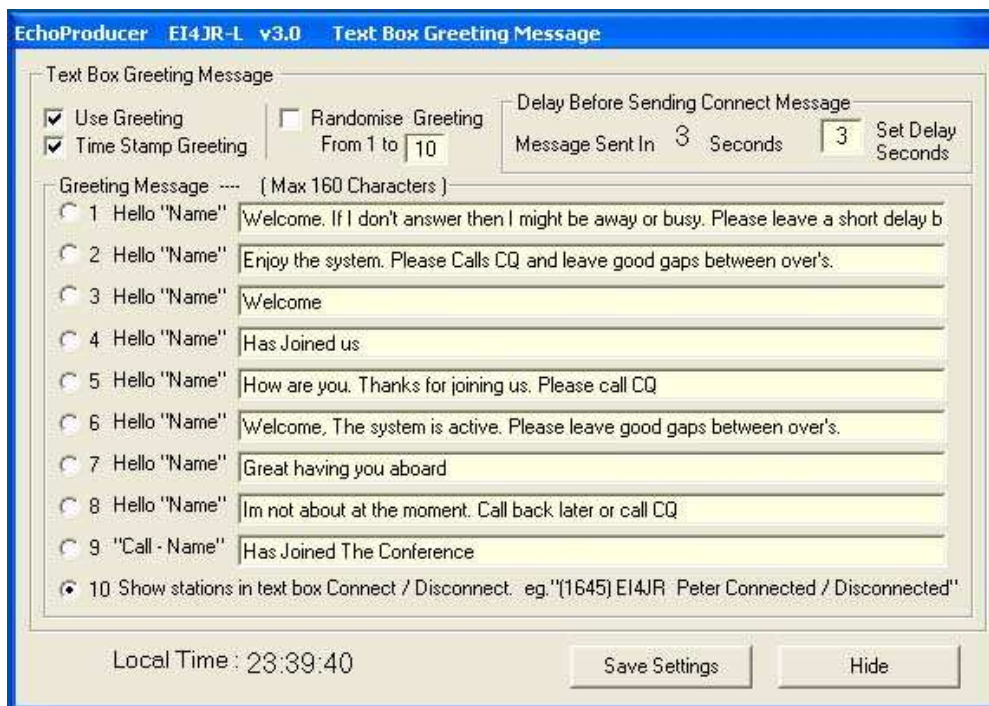 EchoProducer EI4JR-L v3.0 Text Box Greeting Message
Text Box Greeting Message
Use Greeting
Time Stamp Greeting
Randomise Greeting
From 1 to 10
Delay Before Sending Connect Message
Message Sent In 3 Seconds
3 Set Delay
Seconds
Greeting Message ---- ( Max 160 Characters )
1 Hello "Name" Welcome. If I don't answer then I might be away or busy. Please leave a short delay b
2 Hello "Name" Enjoy the system. Please Calls CQ and leave good gaps between over's.
3 Hello "Name" Welcome
4 Hello "Name" Has Joined us
5 Hello "Name" How are you. Thanks for joining us. Please call CQ
6 Hello "Name" Welcome, The system is active. Please leave good gaps between over's.
7 Hello "Name" Great having you aboard
8 Hello "Name" Im not about at the moment. Call back later or call CQ
9 "Call - Name" Has Joined The Conference
10 Show stations in text box Connect / Disconnect. eg."(1645) EI4JR Peter Connected / Disconnected"
Local Time : 23:39:40
Save Settings
Hide